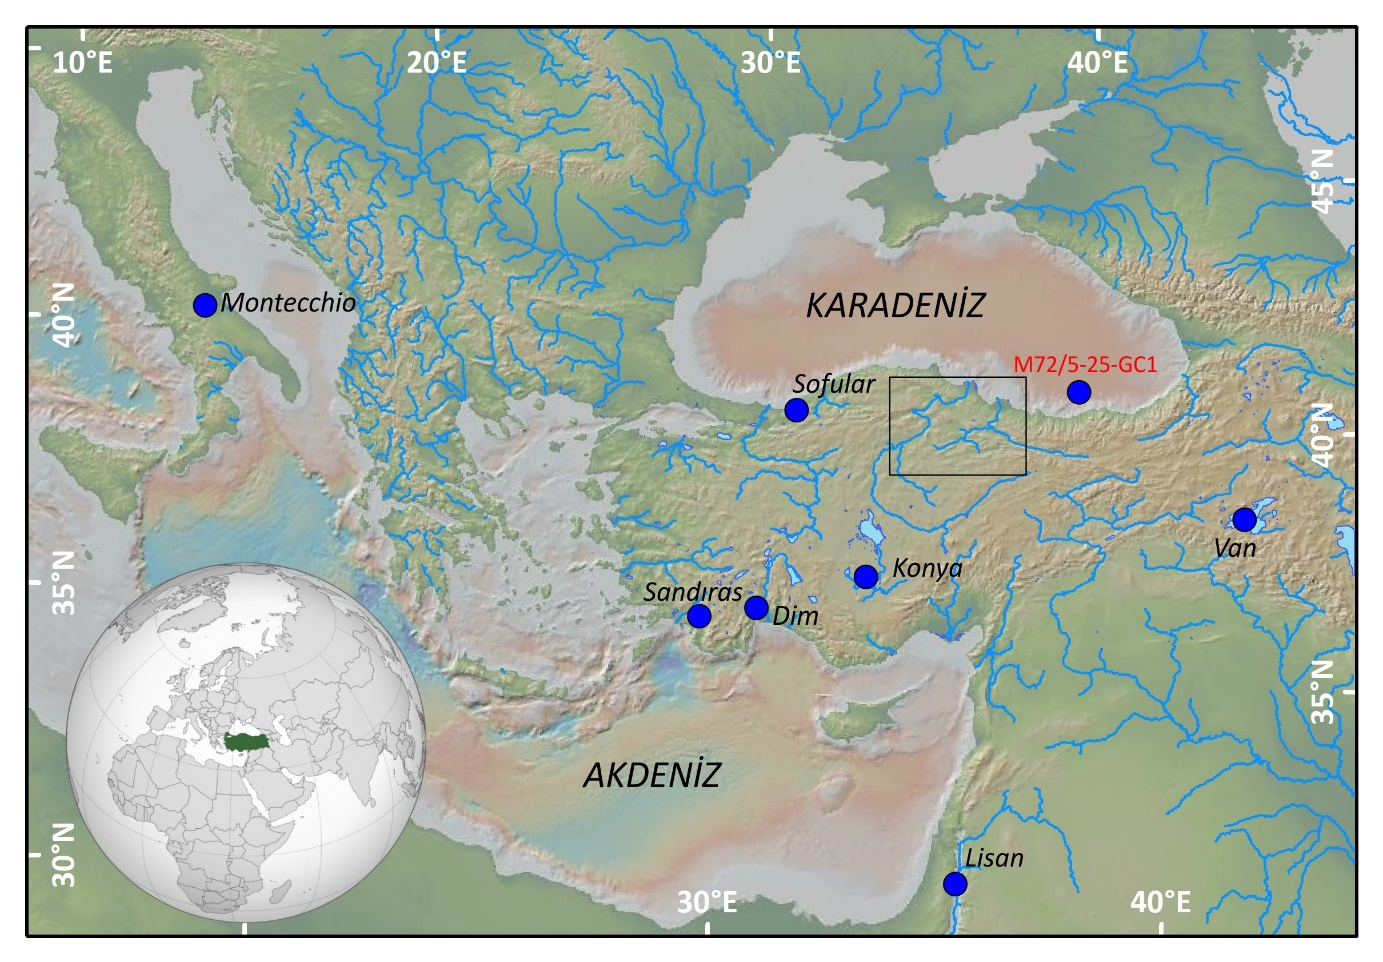 10°E
20°E
30°E
40°E
45°N
Montecchio
40°N
KARADENİZ
M72/5-25-GC1
Sofular
40°N
Van
Konya
35°N
Sandıras
Dim
35°N
AKDENİZ
30°N
Lisan
30°E
40°E